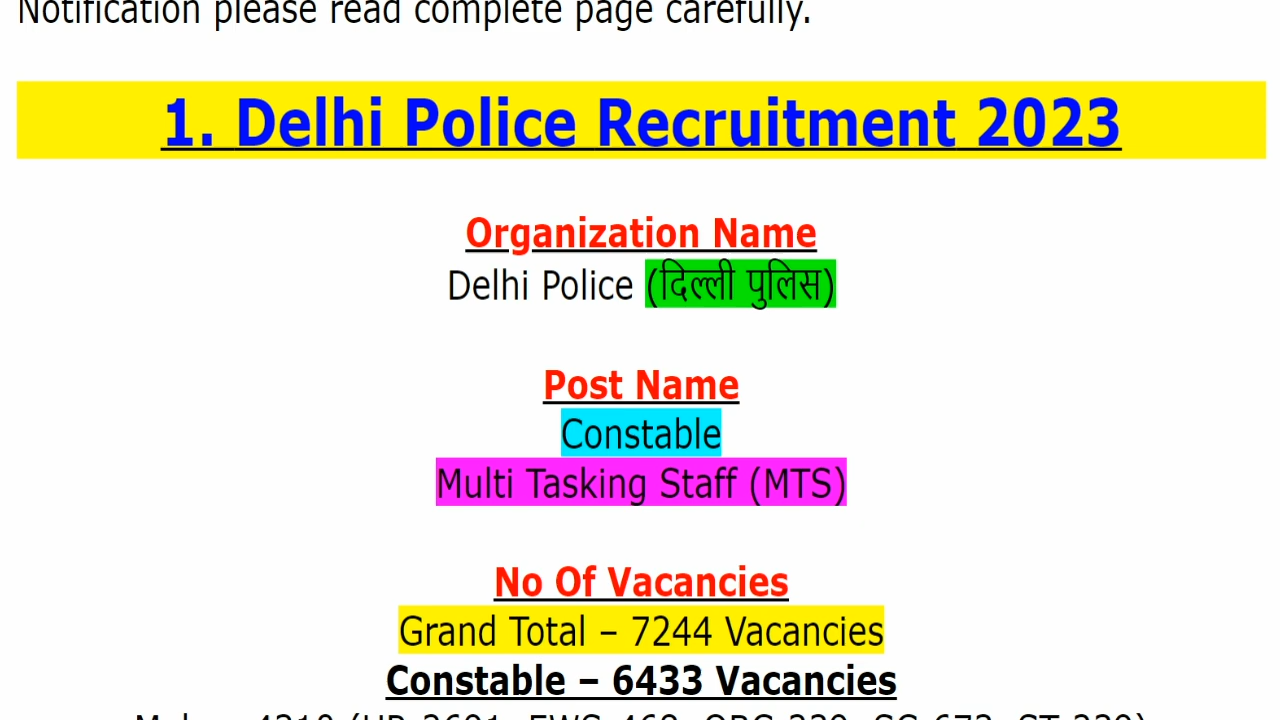 Notification please read complete page carefully.
1. Delhi Police Recruitment 2023
Organization Name
Delhi Police (दिल्ली पुलिस)
Post Name
Constable
Multi Tasking Staff (MTS)
No Of Vacancies
Grand Total – 7244 Vacancies
Constable – 6433 Vacancies